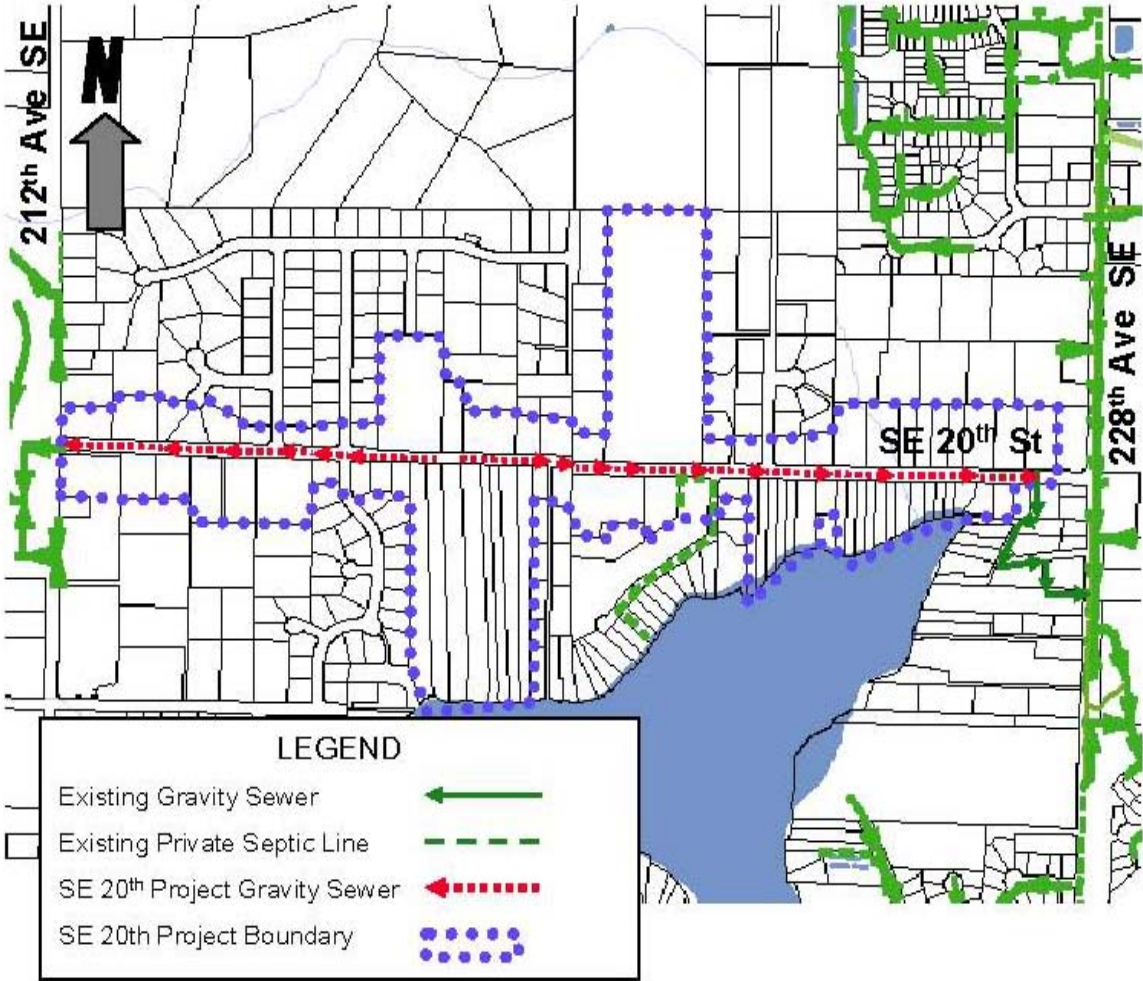 212th Ave SE
N
228th Ave SE
SE 20th St
LEGEND
Existing Gravity Sewer
Existing Private Septic Line
SE 20th Project Gravity Sewer
SE 20th Project Boundary